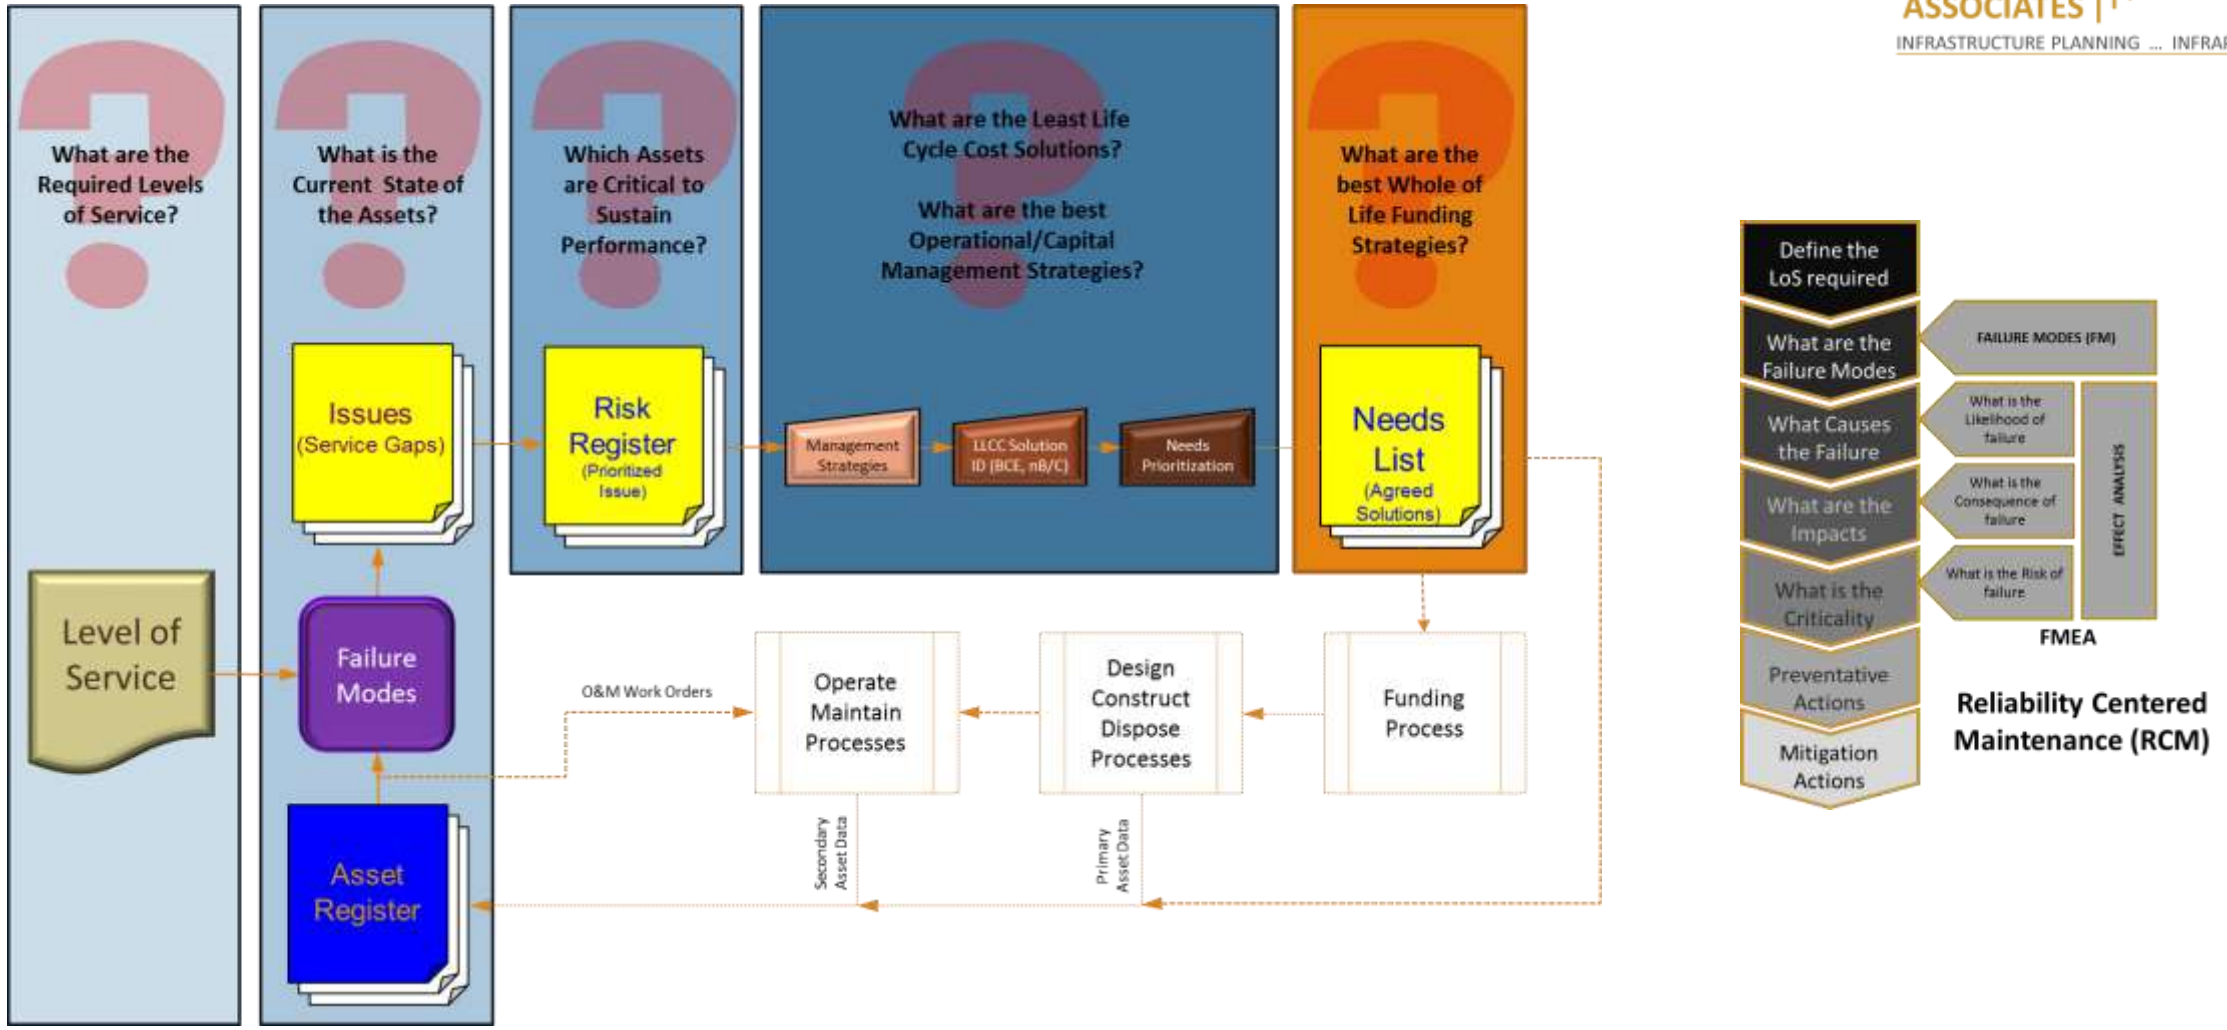 ASSOCIATES |
INFRASTRUCTURE PLANNING ...
What are the
Required Levels
of Service?
What is the
Current State of
the Assets?
Which Assets
are Critical to
Sustain
Performance?
What are the Least Life
Cycle Cost Solutions?
What are the best
Operational/Capital
Management Strategies?
What are the
best Whole of
Life Funding
Strategies?
Issues
(Service Gaps)
Risk
Register
(Prioritized
Issue)
Management
Strategies
LLCC Solution
ID (BCE, nB/C)
Needs
Prioritization
Needs
List
(Agreed
Solutions)
Level of
Service
Failure
Modes
O&M Work Orders
Operate
Maintain
Processes
Design
Construct
Dispose
Processes
Funding
Process
Secondary
Asset Data
Primary
Asset Data
Asset
Register
Define the
LoS required
What are the
Failure Modes
What Causes
the Failure
What are the
Impacts
What is the
Criticality
Preventative
Actions
Mitigation
Actions
FAILURE MODES (FM)
What is the
Likelihood of
failure
What is the
Consequence of
failure
What is the Risk of
failure
EFFECT ANALYSIS
FMEA
Reliability Centered
Maintenance (RCM)